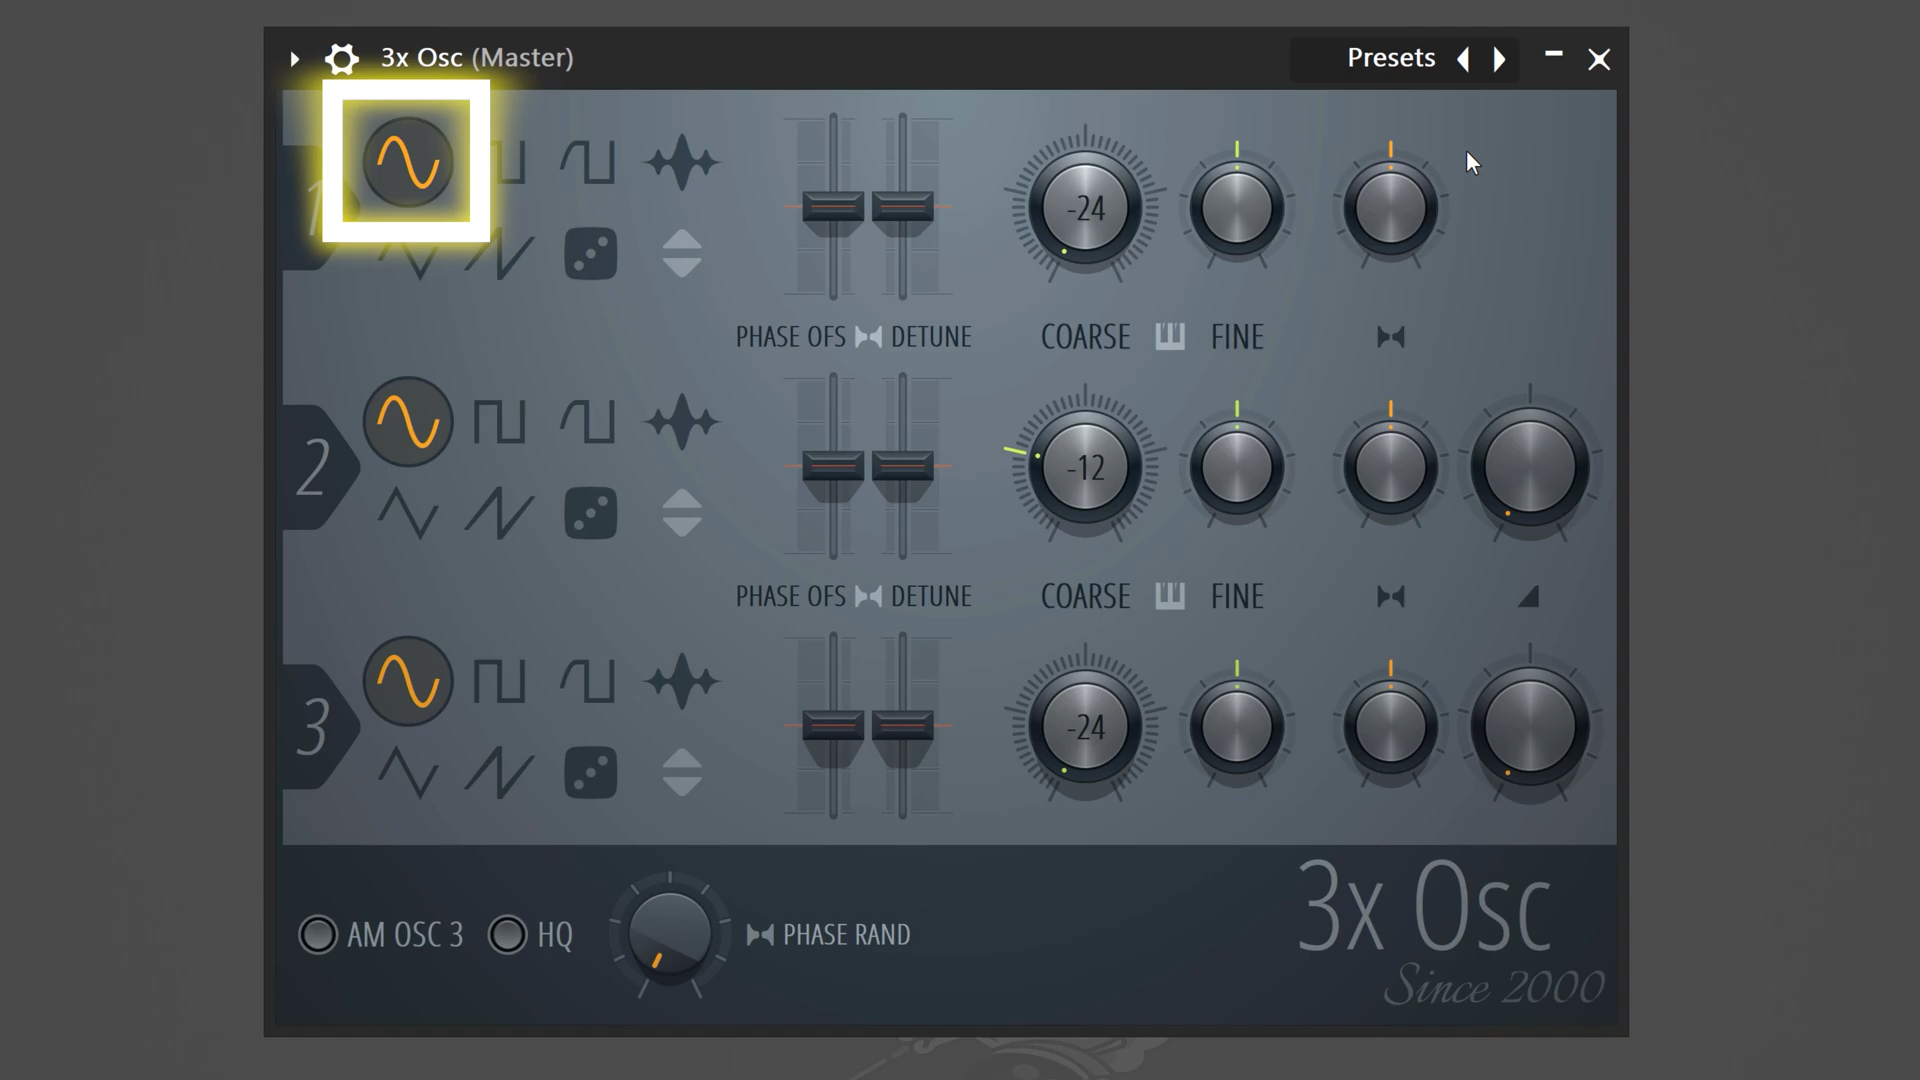 3x Osc (Master)
Presets
1
-24
PHASE OFS DETUNE
COARSE FINE
2
-12
PHASE OFS DETUNE
COARSE FINE
3
-24
AM OSC 3 HQ PHASE RAND
3x Osc
Since 2000